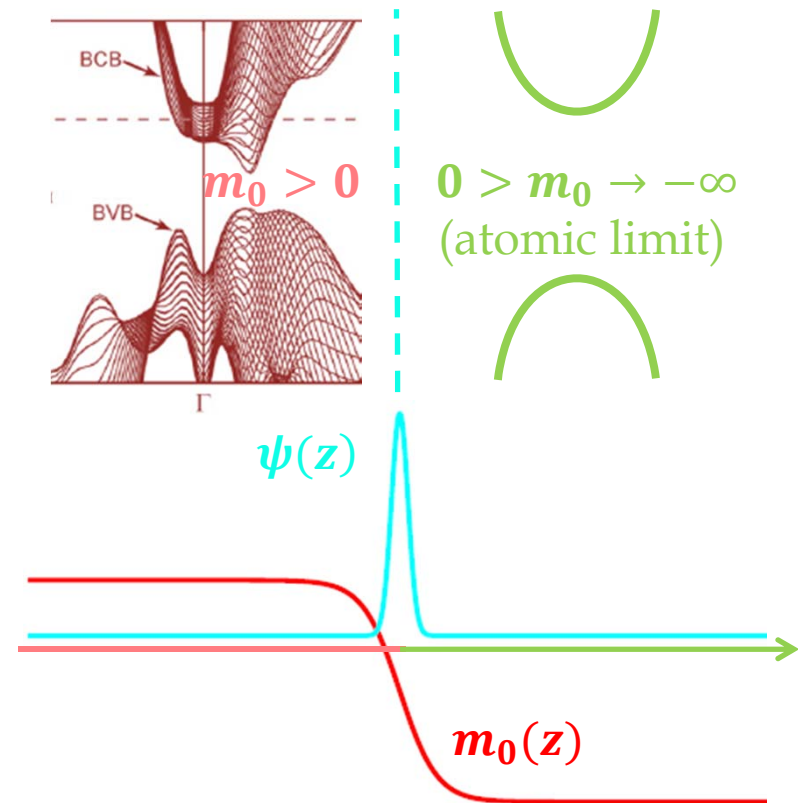 BCB
m₀ > 0
0 > m₀ → −∞
(atomic limit)
BVB
Γ
ψ(z)
m₀(z)